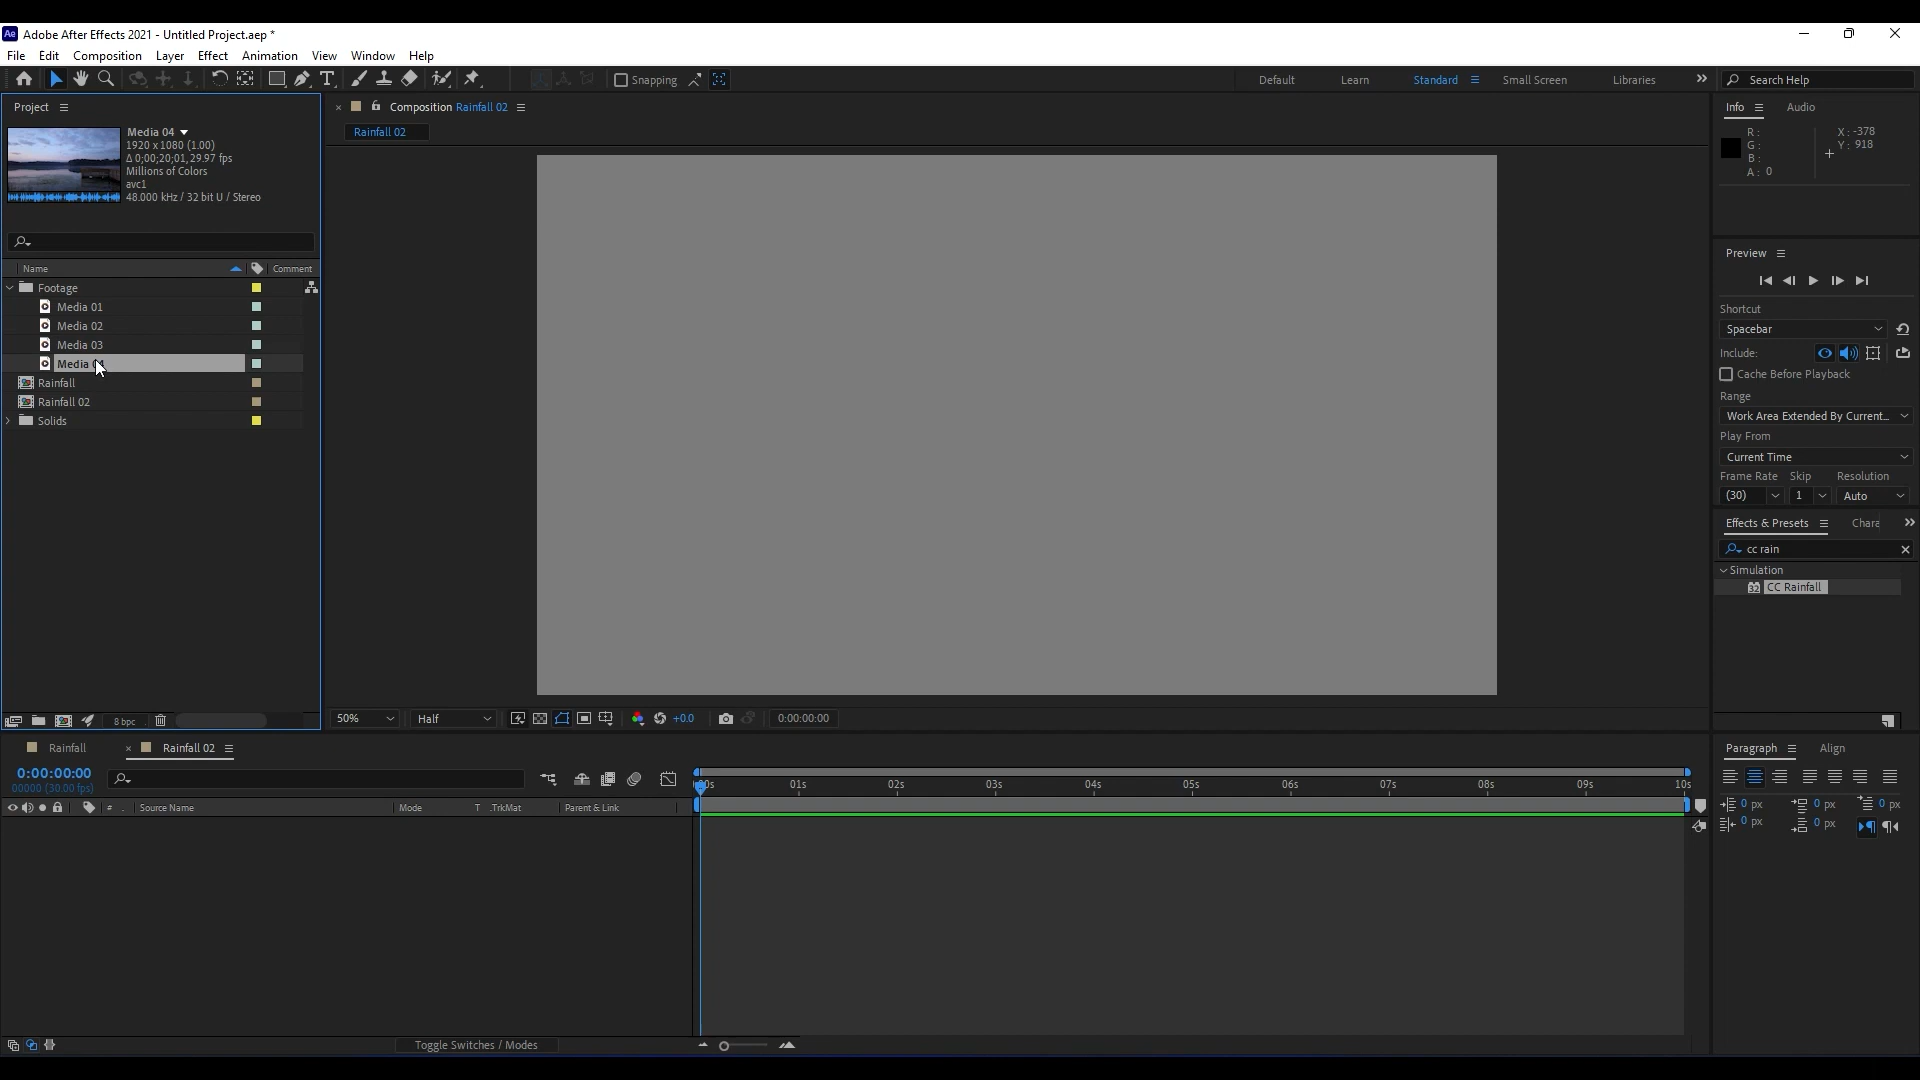 Ae Adobe After Effects 2021 - Untitled Project.aep *
File Edit Composition Layer Effect Animation View Window Help
Snapping Default Learn Standard Small Screen Libraries Search Help
Project
Media 04
1920 x 1080 (1.00)
Δ 0;00;20;01, 29.97 fps
Millions of Colors
avc1
48.000 kHz / 32 bit U / Stereo
Name Comment
Footage
Media 01
Media 02
Media 03
Media
Rainfall
Rainfall 02
Solids
8 bpc
Composition Rainfall 02
Rainfall 02
50% Half +0.0 0:00:00:00
Info Audio
R: X: -378
G: Y: 918
B:
A: 0
Preview
Shortcut
Spacebar
Include:
Cache Before Playback
Range
Work Area Extended By Current...
Play From
Current Time
Frame Rate Skip Resolution
(30) 1 Auto
Effects & Presets Chara
cc rain
Simulation
32 CC Rainfall
Rainfall Rainfall 02
0:00:00:00
00000 (30.00 fps)
# Source Name Mode T .TrkMat Parent & Link
01s 02s 03s 04s 05s 06s 07s 08s 09s 10s
Toggle Switches / Modes
Paragraph Align
0 px 0 px 0 px
0 px 0 px